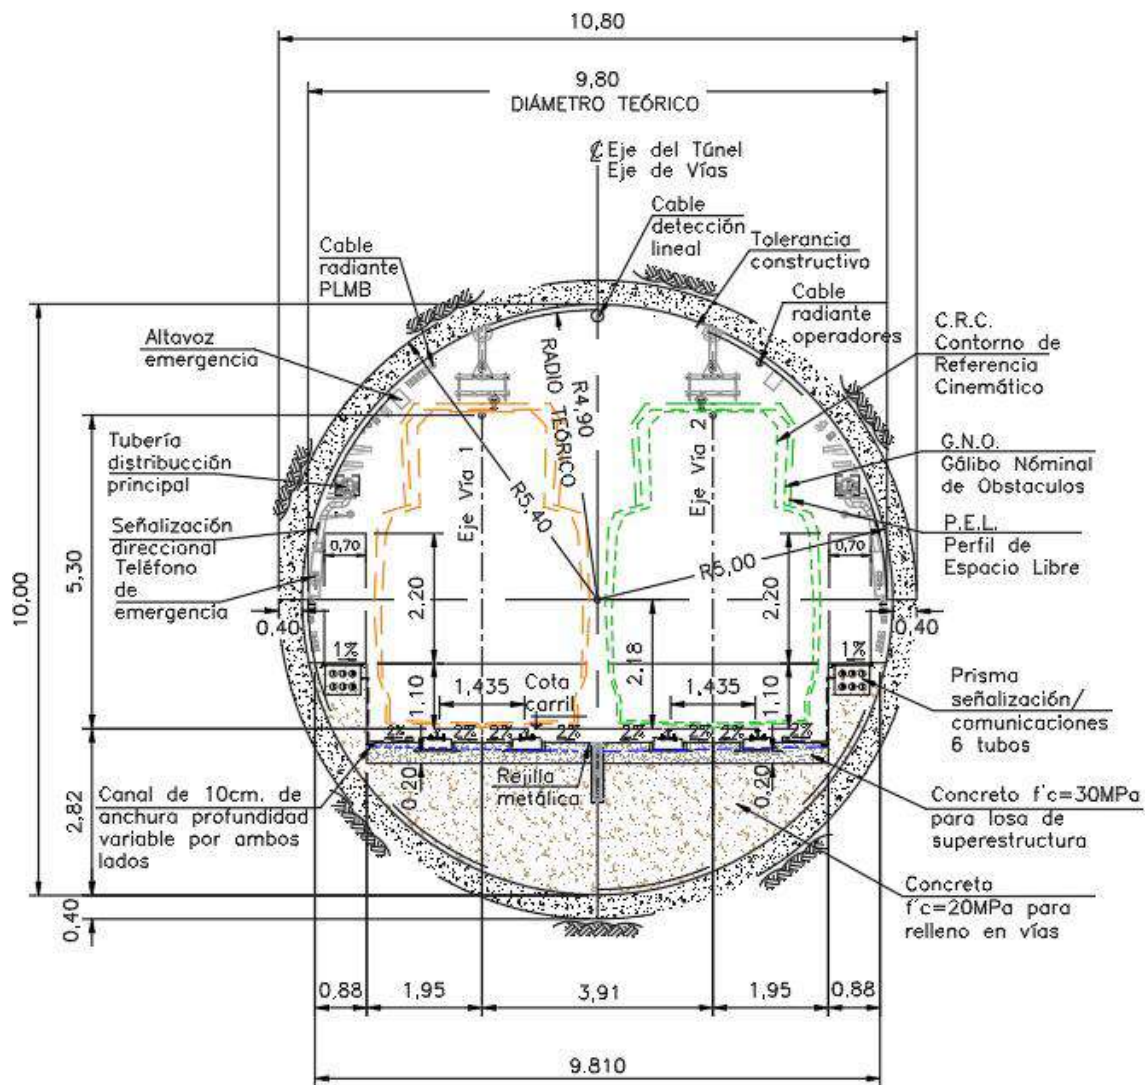 10,80
9,80
DIÁMETRO TEÓRICO
℄ Eje del Túnel
Eje de Vías
Cable
detección
lineal
Tolerancia
constructiva
Cable
radiante
operadores
Cable
radiante
PLMB
Altavoz
emergencia
Tubería
distribucción
principal
Señalización
direccional
Teléfono
de
emergencia
C.R.C.
Contorno de
Referencia
Cinemático
G.N.O.
Gálibo Nóminal
de Obstaculos
P.E.L.
Perfil de
Espacio Libre
RADIO TEÓRICO
R4,90
R5,40
R5,00
Eje Vía 1
Eje Vía 2
10,00
5,30
2,82
0,40
0,70
0,70
2,20
2,20
0,40
0,40
2,18
1%
1%
1,10
1,10
1,435
1,435
Cota
carril
2% 2% 2% 2% 2% 2% 2% 2%
0,20
0,20
Rejilla
metálica
Prisma
señalización/
comunicaciones
6 tubos
Canal de 10cm. de
anchura profundidad
variable por ambos
lados
Concreto f'c=30MPa
para losa de
superestructura
Concreta
f'c=20MPa para
relleno en vías
0.88 1,95 3,91 1,95 0.88
9.810